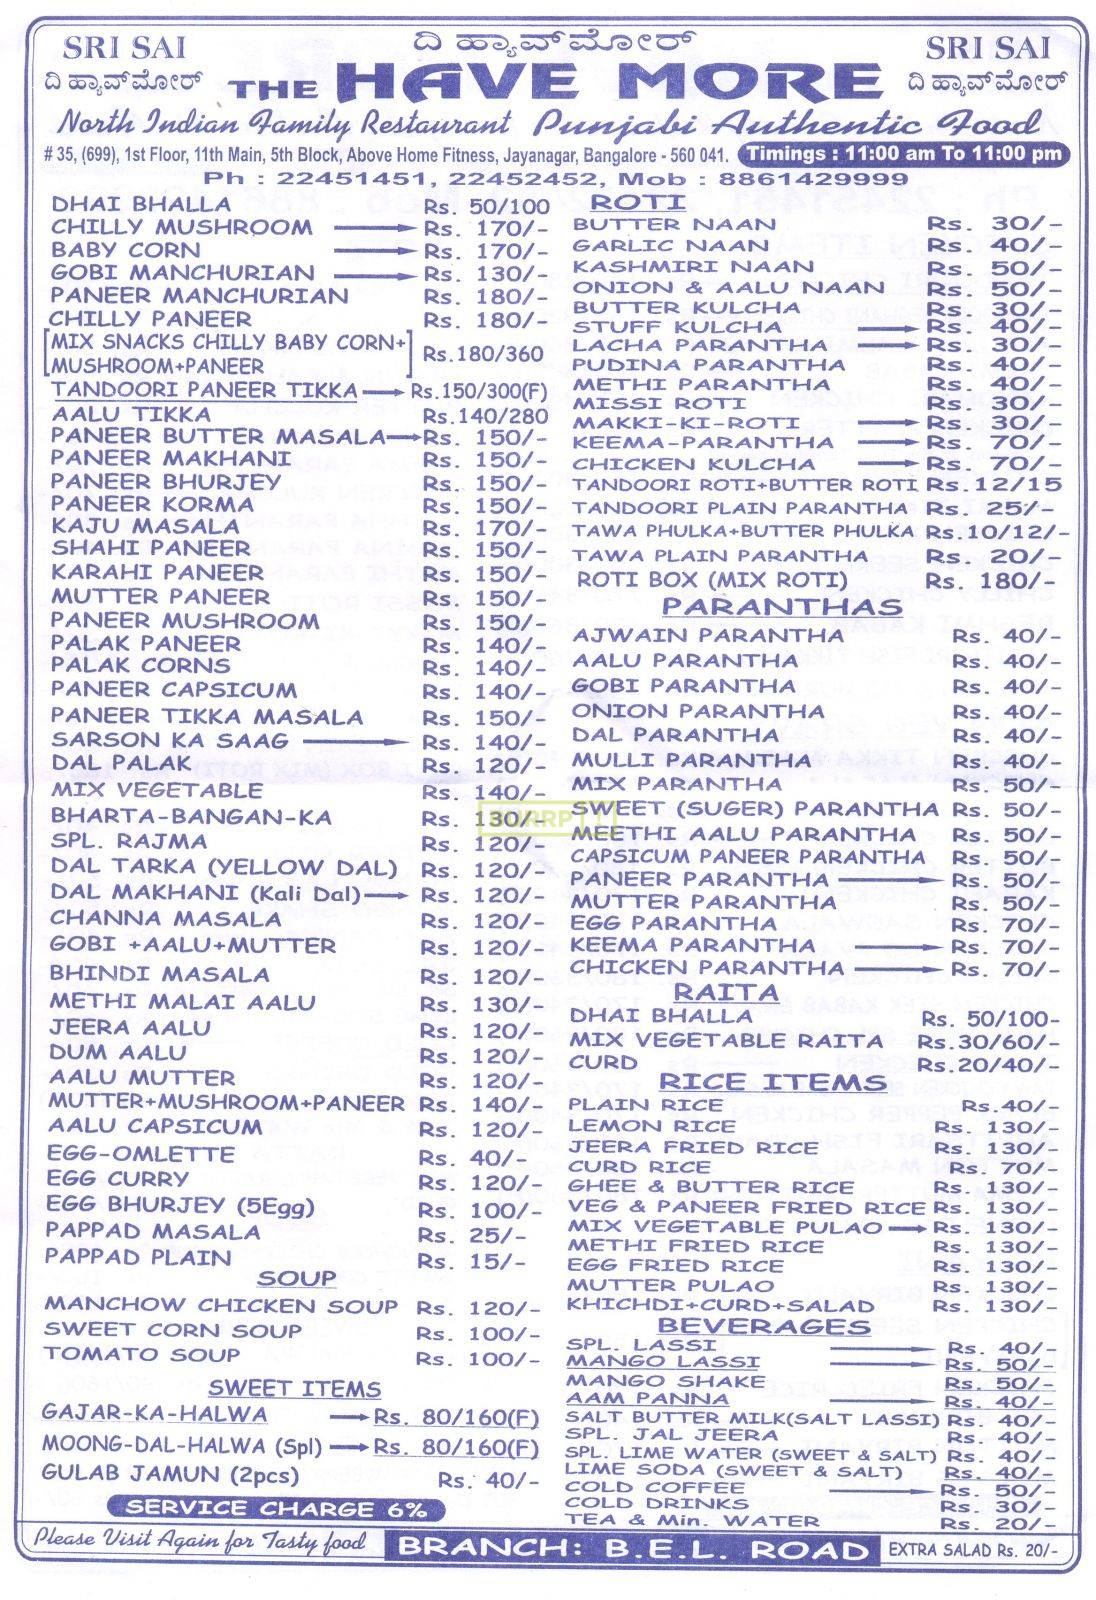 SRI SAI
ದಿ ಹ್ಯಾವ್‌ಮೋರ್
ದಿ ಹ್ಯಾವ್‌ಮೋರ್
SRI SAI
ದಿ ಹ್ಯಾವ್‌ಮೋರ್
THE HAVE MORE
North Indian Family Restaurant Punjabi Authentic Food
# 35, (699), 1st Floor, 11th Main, 5th Block, Above Home Fitness, Jayanagar, Bangalore - 560 041. Timings : 11:00 am To 11:00 pm
Ph : 22451451, 22452452, Mob : 8861429999
DHAI BHALLA Rs. 50/100
CHILLY MUSHROOM Rs. 170/-
BABY CORN Rs. 170/-
GOBI MANCHURIAN Rs. 130/-
PANEER MANCHURIAN Rs. 180/-
CHILLY PANEER Rs. 180/-
MIX SNACKS CHILLY BABY CORN+
MUSHROOM+PANEER Rs.180/360
TANDOORI PANEER TIKKA Rs.150/300(F)
AALU TIKKA Rs.140/280
PANEER BUTTER MASALA Rs. 150/-
PANEER MAKHANI Rs. 150/-
PANEER BHURJEY Rs. 150/-
PANEER KORMA Rs. 150/-
KAJU MASALA Rs. 170/-
SHAHI PANEER Rs. 150/-
KARAHI PANEER Rs. 150/-
MUTTER PANEER Rs. 150/-
PANEER MUSHROOM Rs. 150/-
PALAK PANEER Rs. 140/-
PALAK CORNS Rs. 140/-
PANEER CAPSICUM Rs. 140/-
PANEER TIKKA MASALA Rs. 150/-
SARSON KA SAAG Rs. 140/-
DAL PALAK Rs. 120/-
MIX VEGETABLE Rs. 140/-
BHARTA-BANGAN-KA Rs. 130/-
SPL. RAJMA Rs. 120/-
DAL TARKA (YELLOW DAL) Rs. 120/-
DAL MAKHANI (Kali Dal) Rs. 120/-
CHANNA MASALA Rs. 120/-
GOBI +AALU+MUTTER Rs. 120/-
BHINDI MASALA Rs. 120/-
METHI MALAI AALU Rs. 130/-
JEERA AALU Rs. 120/-
DUM AALU Rs. 120/-
AALU MUTTER Rs. 120/-
MUTTER+MUSHROOM+PANEER Rs. 140/-
AALU CAPSICUM Rs. 120/-
EGG-OMLETTE Rs. 40/-
EGG CURRY Rs. 120/-
EGG BHURJEY (5Egg) Rs. 100/-
PAPPAD MASALA Rs. 25/-
PAPPAD PLAIN Rs. 15/-
SOUP
MANCHOW CHICKEN SOUP Rs. 120/-
SWEET CORN SOUP Rs. 100/-
TOMATO SOUP Rs. 100/-
SWEET ITEMS
GAJAR-KA-HALWA Rs. 80/160(F)
MOONG-DAL-HALWA (Spl) Rs. 80/160(F)
GULAB JAMUN (2pcs) Rs. 40/-
SERVICE CHARGE 6%
ROTI
BUTTER NAAN Rs. 30/-
GARLIC NAAN Rs. 40/-
KASHMIRI NAAN Rs. 50/-
ONION & AALU NAAN Rs. 50/-
BUTTER KULCHA Rs. 30/-
STUFF KULCHA Rs. 40/-
LACHA PARANTHA Rs. 30/-
PUDINA PARANTHA Rs. 40/-
METHI PARANTHA Rs. 40/-
MISSI ROTI Rs. 30/-
MAKKI-KI-ROTI Rs. 30/-
KEEMA-PARANTHA Rs. 70/-
CHICKEN KULCHA Rs. 70/-
TANDOORI ROTI+BUTTER ROTI Rs 12/15
TANDOORI PLAIN PARANTHA Rs 25/-
TAWA PHULKA+BUTTER PHULKA Rs.10/12/-
TAWA PLAIN PARANTHA Rs. 20/-
ROTI BOX (MIX ROTI) Rs. 180/-
PARANTHAS
AJWAIN PARANTHA Rs. 40/-
AALU PARANTHA Rs. 40/-
GOBI PARANTHA Rs. 40/-
ONION PARANTHA Rs. 40/-
DAL PARANTHA Rs. 40/-
MULLI PARANTHA Rs. 40/-
MIX PARANTHA Rs. 50/-
SWEET (SUGER) PARANTHA Rs. 50/-
MEETHI AALU PARANTHA Rs. 50/-
CAPSICUM PANEER PARANTHA Rs. 50/-
PANEER PARANTHA Rs. 50/-
MUTTER PARANTHA Rs. 50/-
EGG PARANTHA Rs. 70/-
KEEMA PARANTHA Rs. 70/-
CHICKEN PARANTHA Rs. 70/-
RAITA
DHAI BHALLA Rs. 50/100-
MIX VEGETABLE RAITA Rs.30/60/-
CURD Rs.20/40/-
RICE ITEMS
PLAIN RICE Rs. 40/-
LEMON RICE Rs. 130/-
JEERA FRIED RICE Rs. 130/-
CURD RICE Rs. 70/-
GHEE & BUTTER RICE Rs. 130/-
VEG & PANEER FRIED RICE Rs. 130/-
MIX VEGETABLE PULAO Rs. 130/-
METHI FRIED RICE Rs. 130/-
EGG FRIED RICE Rs. 130/-
MUTTER PULAO Rs. 130/-
KHICHDI+CURD+SALAD Rs. 130/-
BEVERAGES
SPL. LASSI Rs. 40/-
MANGO LASSI Rs. 50/-
MANGO SHAKE Rs. 50/-
AAM PANNA Rs. 40/-
SALT BUTTER MILK(SALT LASSI) Rs. 40/-
SPL. JAL JEERA Rs. 40/-
SPL. LIME WATER (SWEET & SALT) Rs. 40/-
LIME SODA (SWEET & SALT) Rs. 40/-
COLD COFFEE Rs. 50/-
COLD DRINKS Rs. 30/-
TEA & Min. WATER Rs. 20/-
Please Visit Again for Tasty food BRANCH: B.E.L. ROAD EXTRA SALAD Rs. 20/-